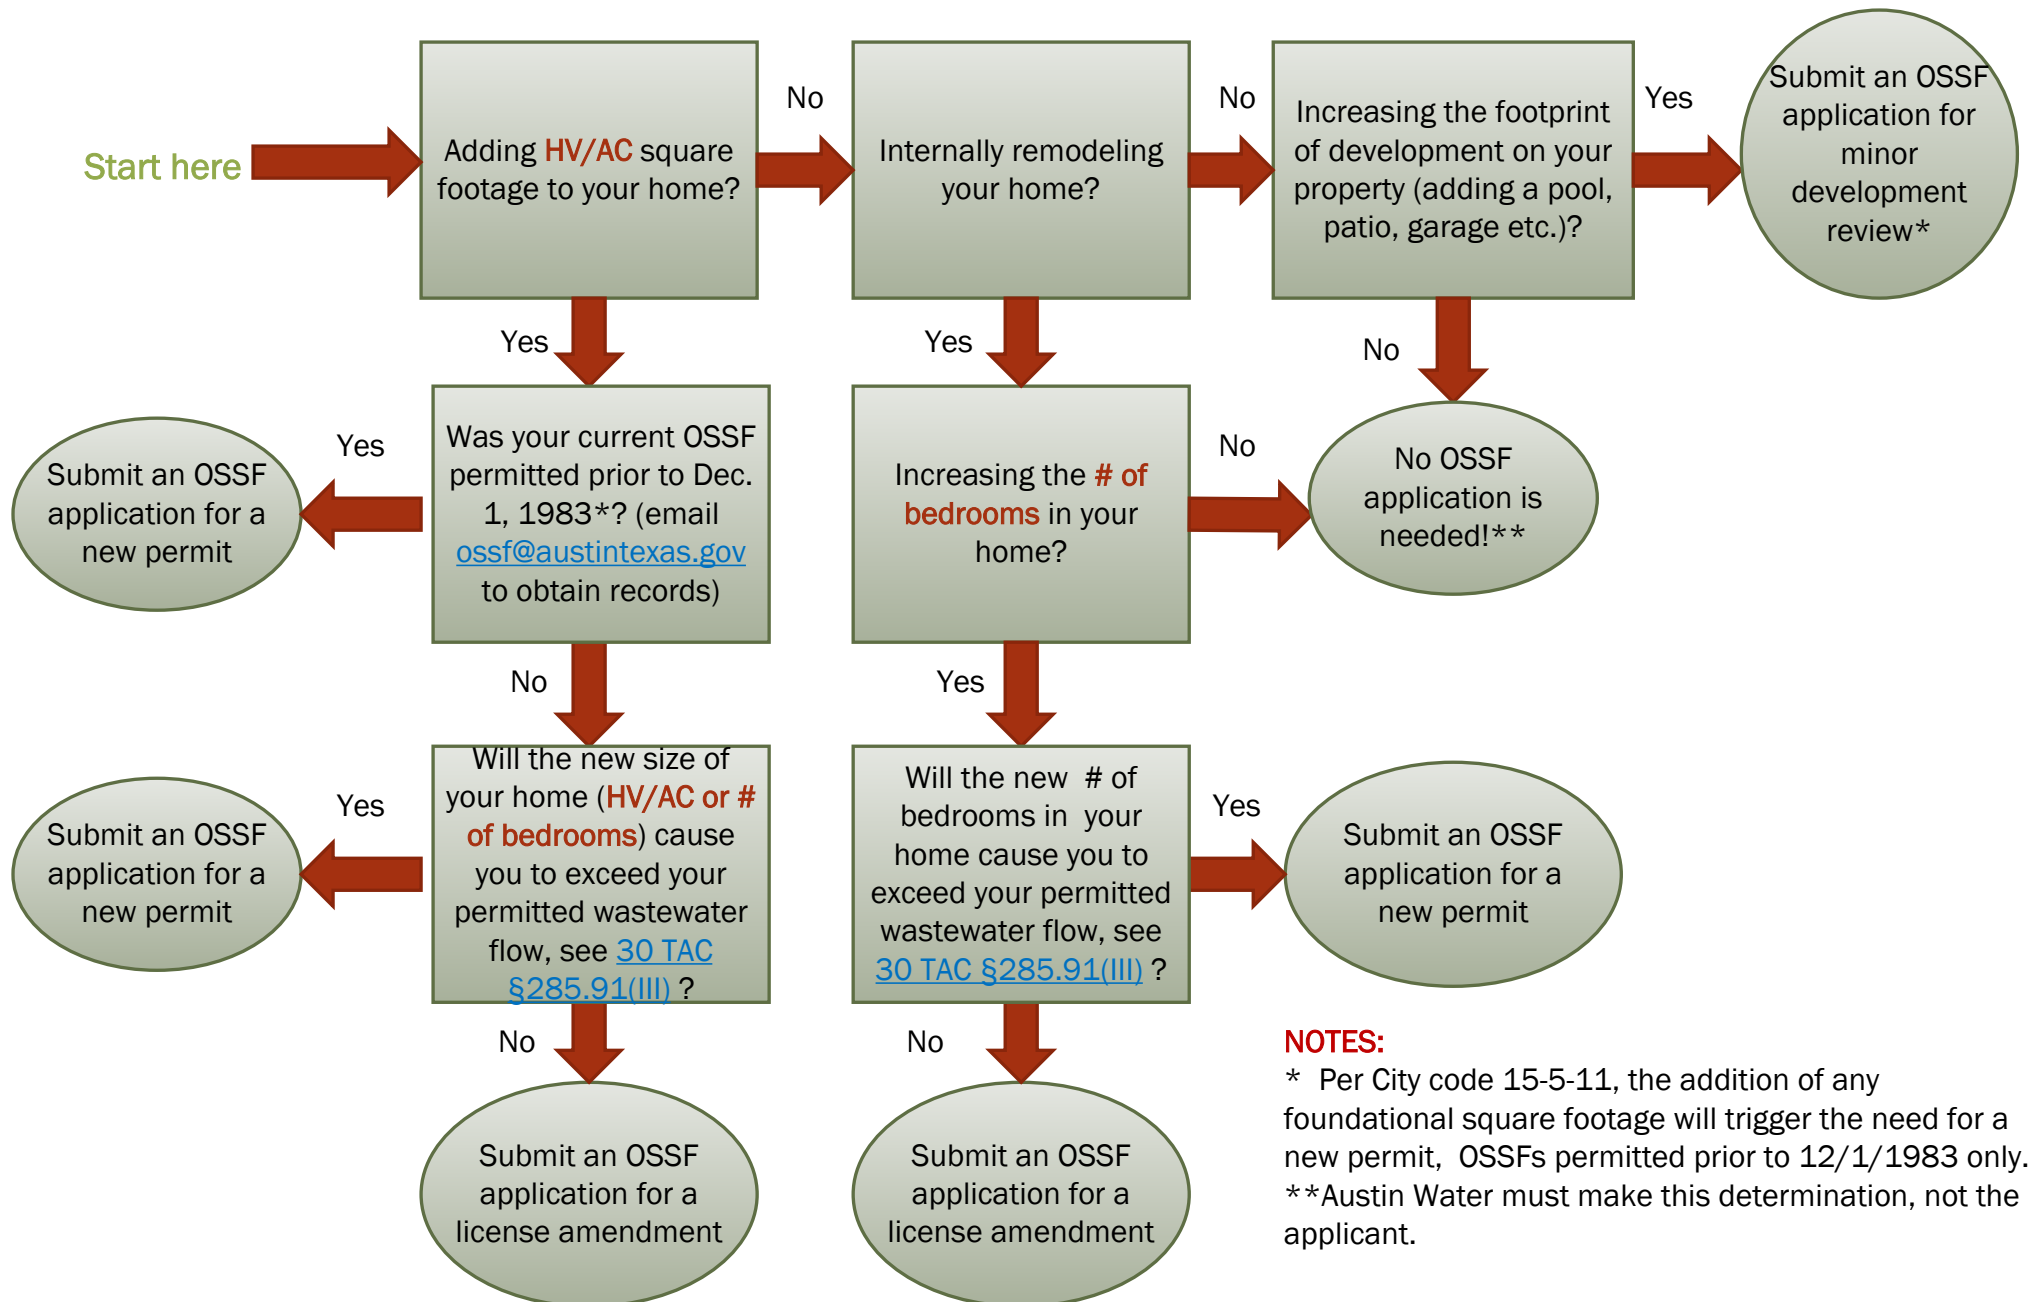 Start here
Adding HV/AC square
footage to your home?
No
Internally remodeling
your home?
No
Increasing the footprint
of development on your
property (adding a pool,
patio, garage etc.)?
Yes
Submit an OSSF
application for
minor
development
review*
Yes
Yes
No
Submit an OSSF
application for a
new permit
Yes
Was your current OSSF
permitted prior to Dec.
1, 1983*? (email
ossf@austintexas.gov
to obtain records)
Increasing the # of
bedrooms in your
home?
No
No OSSF
application is
needed!**
No
Yes
Submit an OSSF
application for a
new permit
Yes
Will the new size of
your home (HV/AC or #
of bedrooms) cause
you to exceed your
permitted wastewater
flow, see 30 TAC
§285.91(III) ?
Will the new  # of
bedrooms in  your
home cause you to
exceed your permitted
wastewater flow, see
30 TAC §285.91(III) ?
Yes
Submit an OSSF
application for a
new permit
No
No
Submit an OSSF
application for a
license amendment
Submit an OSSF
application for a
license amendment
NOTES:
*  Per City code 15-5-11, the addition of any
foundational square footage will trigger the need for a
new permit,  OSSFs permitted prior to 12/1/1983 only.
**Austin Water must make this determination, not the
applicant.